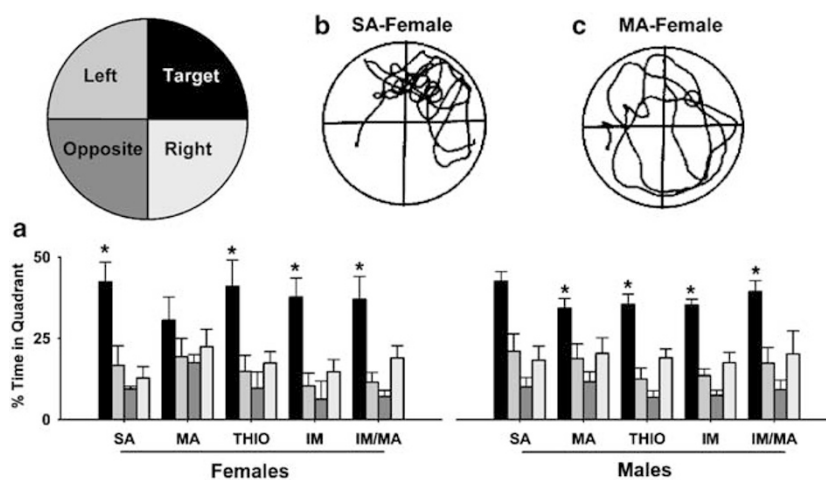 b SA-Female
c MA-Female
Left Target
Opposite Right
a
% Time in Quadrant
50
25
0
* * * *
* * * *
SA MA THIO IM IM/MA
Females
SA MA THIO IM IM/MA
Males